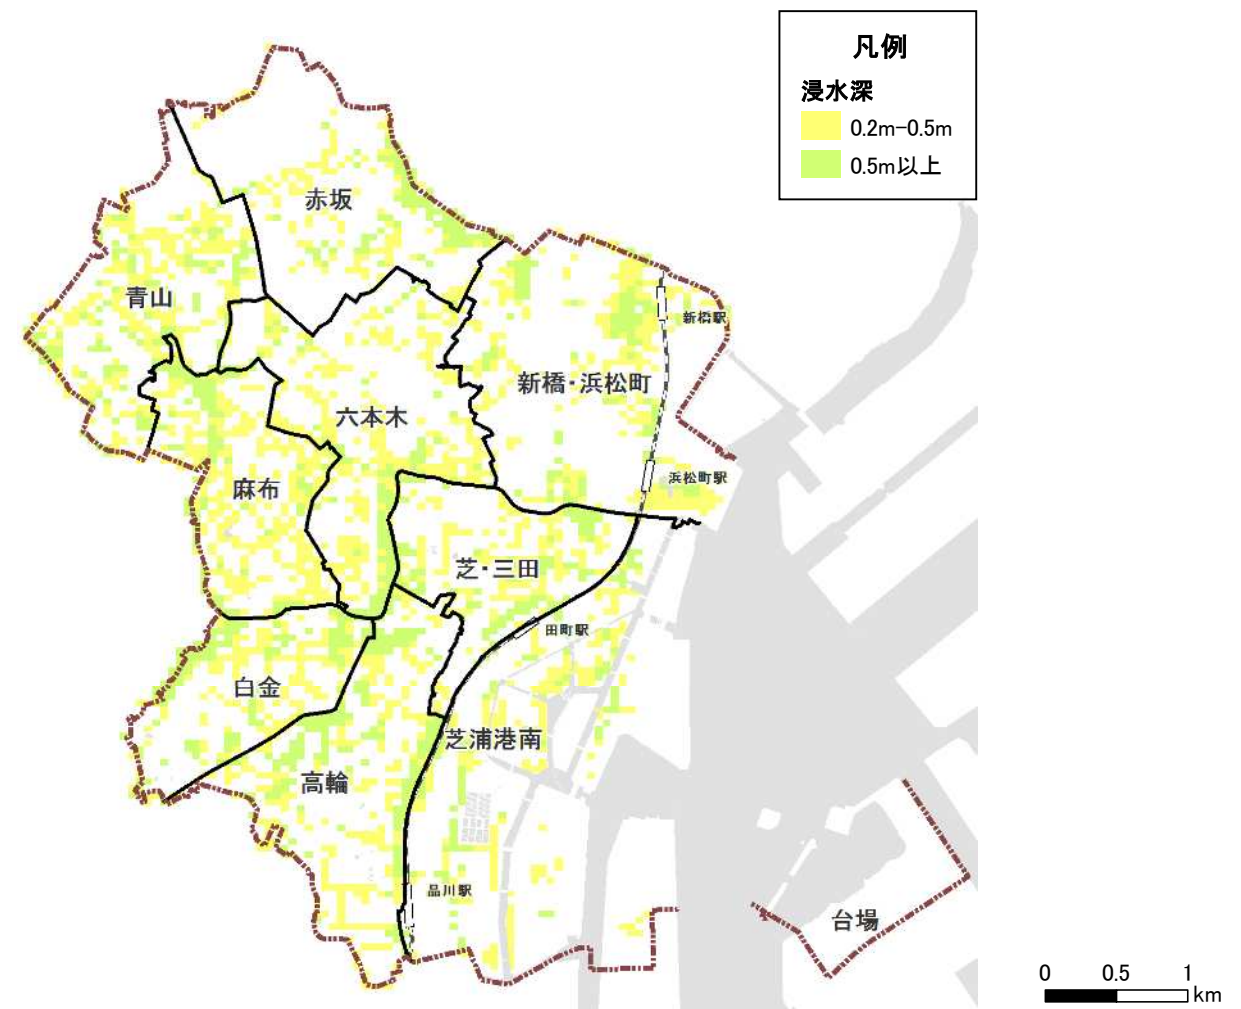 凡例
浸水深
0.2m-0.5m
0.5m以上
赤坂
青山
新橋駅
新橋・浜松町
六本木
浜松町駅
麻布
芝・三田
田町駅
白金
芝浦港南
高輪
品川駅
台場
0 0.5 1
km